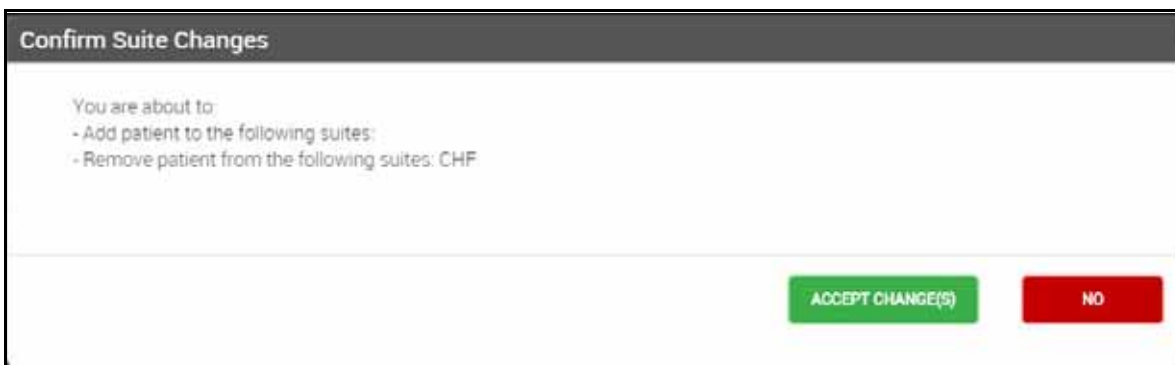 Confirm Suite Changes
You are about to:
- Add patient to the following suites:
- Remove patient from the following suites: CHF
ACCEPT CHANGE(S)
NO